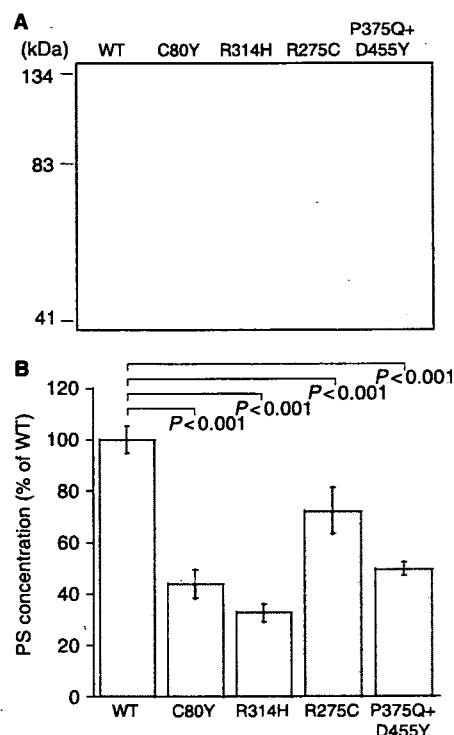 A
(kDa) WT C80Y R314H R275C P375Q+
D455Y
134
83
41
B
120
100
80
60
40
20
0
PS concentration (% of WT)
P<0.001
P<0.001
P<0.001
P<0.001
WT C80Y R314H R275C P375Q+
D455Y